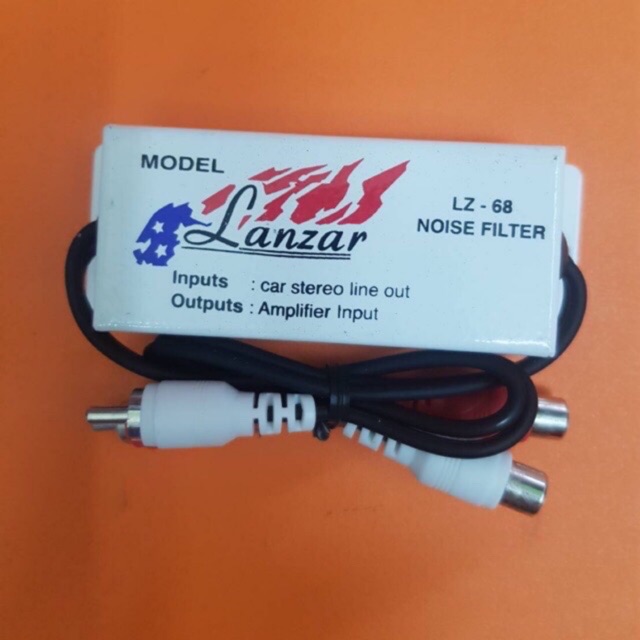 MODEL
Lanzar
LZ - 68
NOISE FILTER
Inputs : car stereo line out
Outputs : Amplifier Input